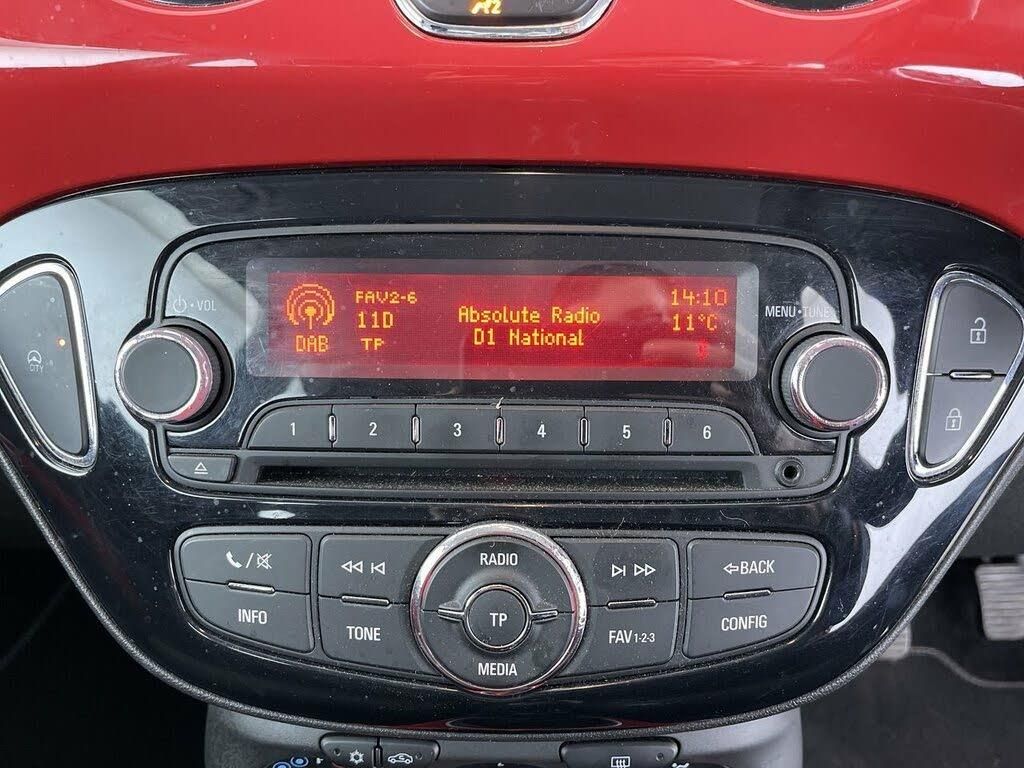 VOL
FAV2-6
14:10
11D
Absolute Radio
11°C
DAB
TP
D1 National
MENU•TUNE
CITY
1 2 3 4 5 6
RADIO
BACK
INFO
TONE
TP
FAV1-2-3
CONFIG
MEDIA